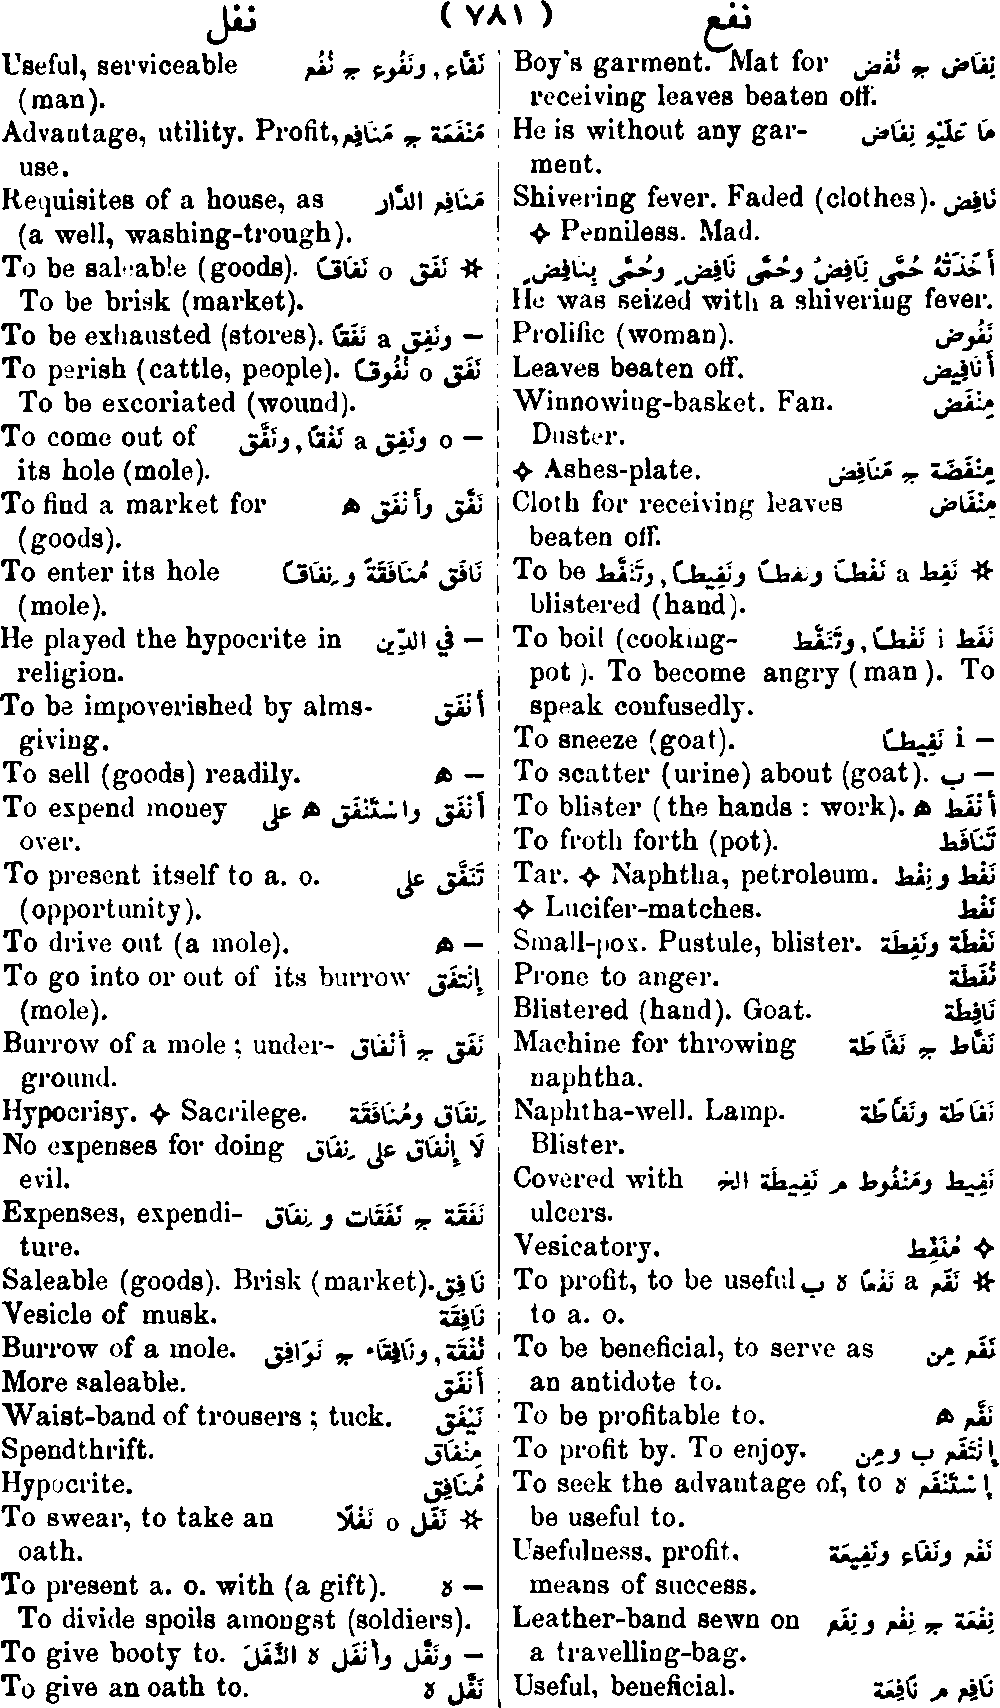 نفع ( ٧٨١ ) نفل
Boy's garment. Mat for نِفَاض ج نُفُض
receiving leaves beaten off.
He is without any gar- مَا عَلَيْهِ نِفَاض
ment.
Shivering fever. Faded (clothes). نَافِض
✧ Penniless. Mad.
أَخَذَتْهُ حُمَّى نَافِضٌ وحُمَّى نَافِضٍ وحُمَّى بِنَافِضٍ
He was seized with a shivering fever.
Prolific (woman). نَفُوض
Leaves beaten off. أَنَافِيض
Winnowing-basket. Fan. مِنْفَض
Duster.
✧ Ashes-plate. مِنْفَضَة ج مَنَافِض
Cloth for receiving leaves مِنْفَاض
beaten off.
To be ✲ نَفِط a نَفْطًا ونَفَطًا ونَفِيطًا, وتَنَفَّط
blistered (hand).
To boil (cooking- نَفَط i نَفْطًا, وتَنَفَّط
pot). To become angry (man). To
speak confusedly.
To sneeze (goat). — i نَفِيطًا
To scatter (urine) about (goat). — ب
To blister (the hands : work). أَنْفَط ه
To froth forth (pot). تَنَافَط
Tar. ✧ Naphtha, petroleum. نَفْط ونِفْط
✧ Lucifer-matches. نَفْط
Small-pox. Pustule, blister. نَفْطَة ونَفِطَة
Prone to anger. نُفَطَة
Blistered (hand). Goat. نَافِطَة
Machine for throwing نَفَّاط ج نَفَّاطَة
naphtha.
Naphtha-well. Lamp. نَفَاطَة ونَفَّاطَة
Blister.
Covered with نَفِيط ومَنْفُوط م نَفِيطَة الخ
ulcers.
Vesicatory. ✧ مُنَفِّط
To profit, to be useful ✲ نَفَع a نَفْعًا ه ب
to a. o.
To be beneficial, to serve as نَفَع مِن
an antidote to.
To be profitable to. نَفَّع ه
To profit by. To enjoy. إِنْتَفَع ب ومِن
To seek the advantage of, to إِسْتَنْفَع ه
be useful to.
Usefulness, profit, نَفْع ونَفَاع ونَفِيعَة
means of success.
Leather-band sewn on نِفْعَة ج نِفْع ونِفَع
a travelling-bag.
Useful, beneficial. نَافِع م نَافِعَة
Useful, serviceable نَفَّاع, ونَفُوع ج نُفُع
(man).
Advantage, utility. Profit, مَنْفَعَة ج مَنَافِع
use.
Requisites of a house, as مَنَافِع الدَّار
(a well, washing-trough).
To be saleable (goods). ✲ نَفَق o نَفَاقًا
To be brisk (market).
To be exhausted (stores). — ونَفِق a نَفَقًا
To perish (cattle, people). نَفَق o نُفُوقًا
To be excoriated (wound).
To come out of — o ونَفِق a نَفَقًا, ونَفَّق
its hole (mole).
To find a market for نَفَّق وأَنْفَق ه
(goods).
To enter its hole نَافَق مُنَافَقَةً ونِفَاقًا
(mole).
He played the hypocrite in — في الدِّين
religion.
To be impoverished by alms- أَنْفَق
giving.
To sell (goods) readily. — ه
To expend money أَنْفَق واسْتَنْفَق ه على
over.
To present itself to a. o. تَنَفَّق على
(opportunity).
To drive out (a mole). — ه
To go into or out of its burrow إِنْتَفَق
(mole).
Burrow of a mole ; under- نَفَق ج أَنْفَاق
ground.
Hypocrisy. ✧ Sacrilege. نِفَاق ومُنَافَقَة
No expenses for doing لَا إِنْفَاق على نِفَاق
evil.
Expenses, expendi- نَفَقَة ج نَفَقَات ونِفَاق
ture.
Saleable (goods). Brisk (market). نَافِق
Vesicle of musk. نَافِقَة
Burrow of a mole. نُفَقَة, ونَافِقَاء ج نَوَافِق
More saleable. أَنْفَق
Waist-band of trousers ; tuck. نَيْفَق
Spendthrift. مِنْفَاق
Hypocrite. مُنَافِق
To swear, to take an ✲ نَفَل o نَفْلًا
oath.
To present a. o. with (a gift). — ه
To divide spoils amongst (soldiers).
To give booty to. — ونَفَّل وأَنْفَل ه النَّفَلَ
To give an oath to. نَفَّل ه